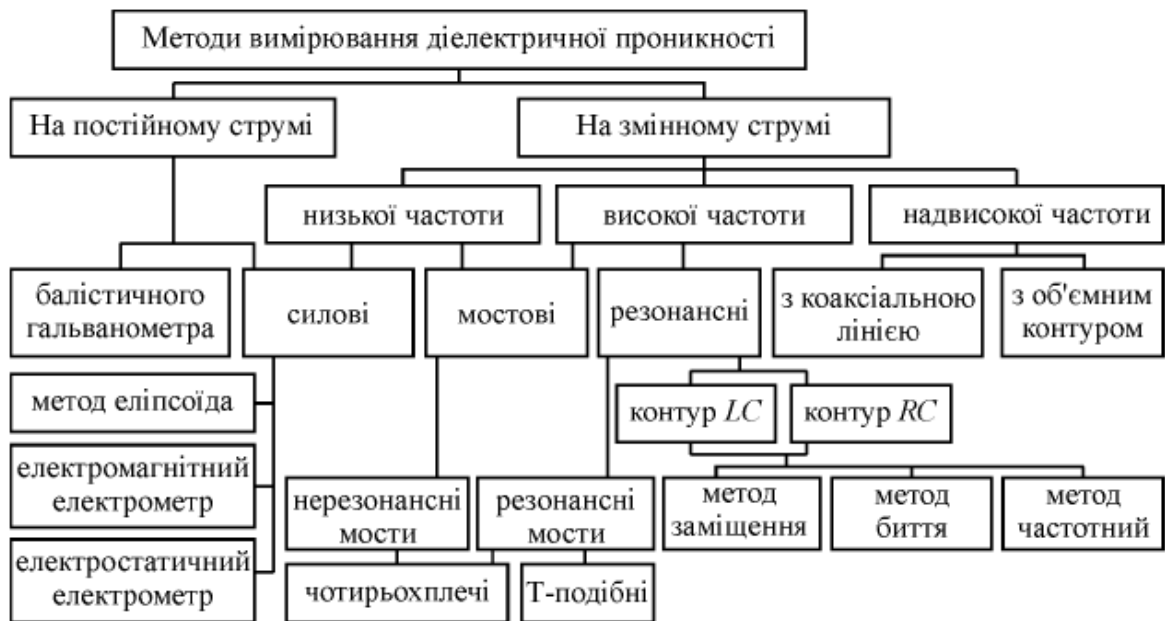 Методи вимірювання діелектричної проникності
На постійному струмі
На змінному струмі
низької частоти
високої частоти
надвисокої частоти
балістичного
гальванометра
силові
мостові
резонансні
з коаксіальною
лінією
з об'ємним
контуром
метод еліпсоїда
контур LC
контур RC
електромагнітний
електрометр
нерезонансні
мости
резонансні
мости
метод
заміщення
метод
биття
метод
частотний
електростатичний
електрометр
чотирьохплечі
Т-подібні